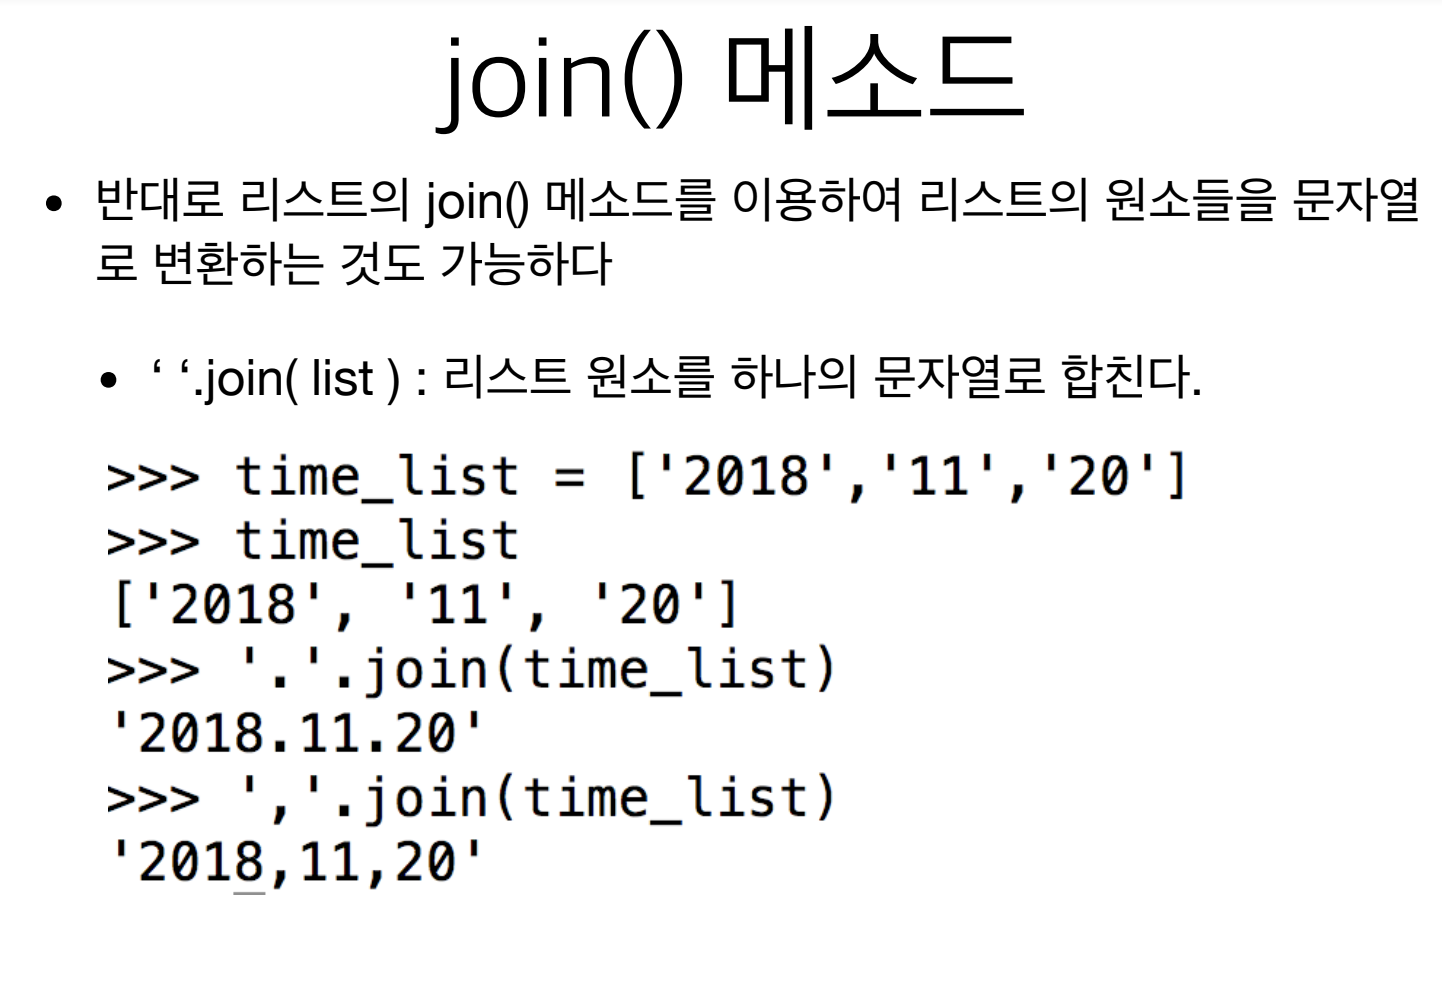 join() 메소드
• 반대로 리스트의 join() 메소드를 이용하여 리스트의 원소들을 문자열
로 변환하는 것도 가능하다
• ‘ ‘.join( list ) : 리스트 원소를 하나의 문자열로 합친다.
>>> time_list = ['2018','11','20']
>>> time_list
['2018', '11', '20']
>>> '.'.join(time_list)
'2018.11.20'
>>> ','.join(time_list)
'2018,11,20'